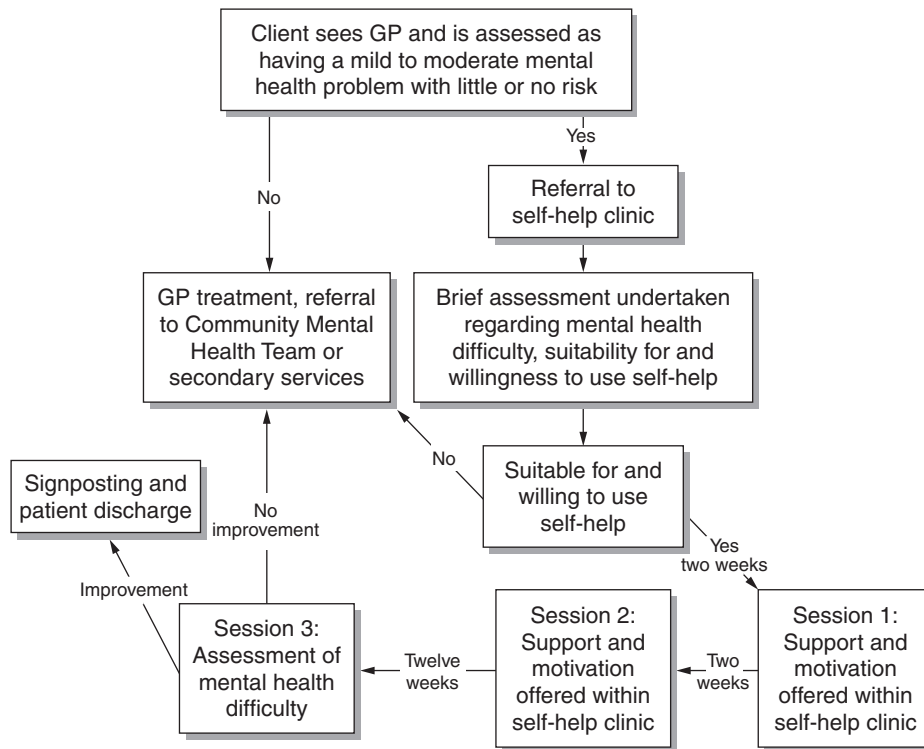 Client sees GP and is assessed as
having a mild to moderate mental
health problem with little or no risk
Yes
No
Referral to
self-help clinic
GP treatment, referral
to Community Mental
Health Team or
secondary services
Brief assessment undertaken
regarding mental health
difficulty, suitability for and
willingness to use self-help
No
Suitable for and
willing to use
self-help
Signposting and
patient discharge
No
improvement
Yes
two weeks
Improvement
Session 3:
Assessment of
mental health
difficulty
Twelve
weeks
Session 2:
Support and
motivation
offered within
self-help clinic
Two
weeks
Session 1:
Support and
motivation
offered within
self-help clinic